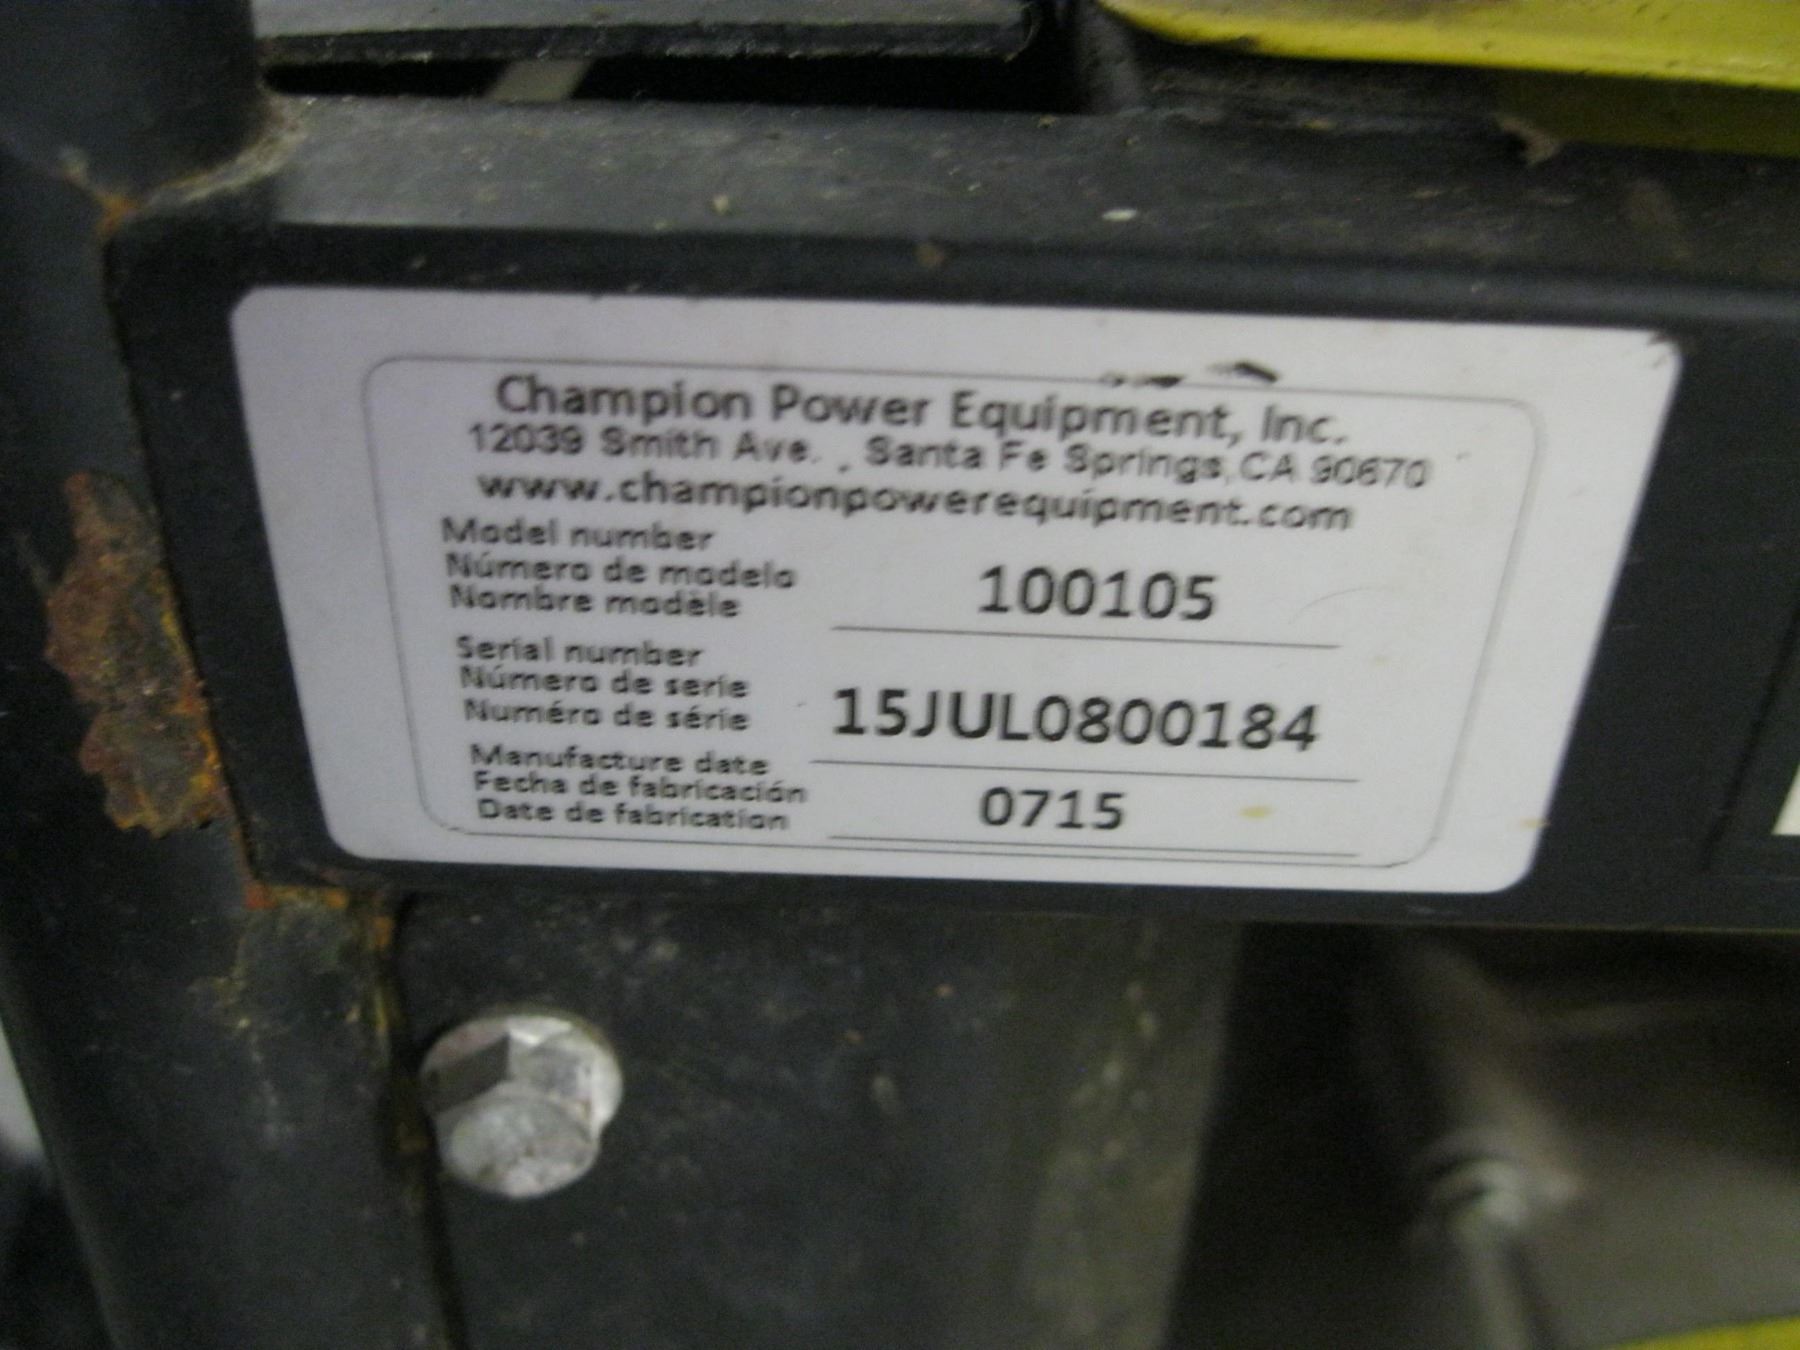 Champion Power Equipment, Inc.
12039 Smith Ave. , Santa Fe Springs,CA 90670
www.championpowerequipment.com
Model number
Número de modelo
Nombre modèle
100105
Serial number
Número de serie
Numéro de série
15JUL0800184
Manufacture date
Fecha de fabricación
Date de fabrication
0715